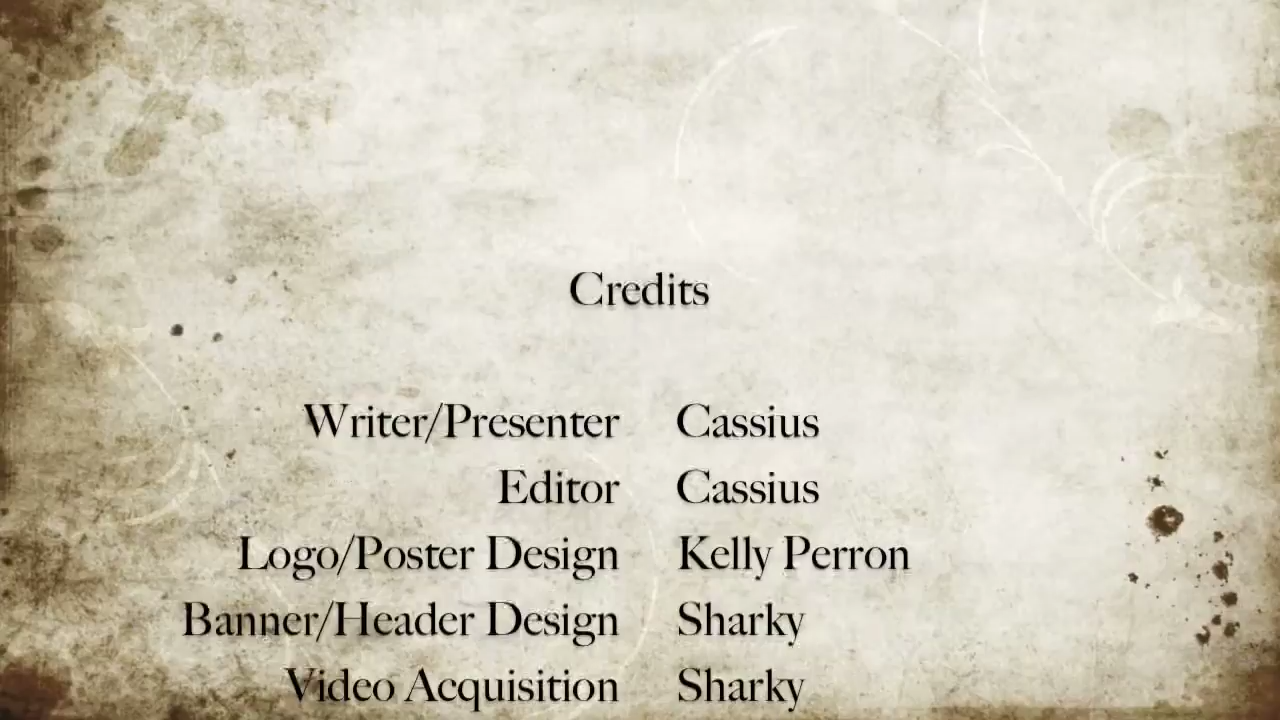 Credits
Writer/Presenter Cassius
Editor Cassius
Logo/Poster Design Kelly Perron
Banner/Header Design Sharky
Video Acquisition Sharky